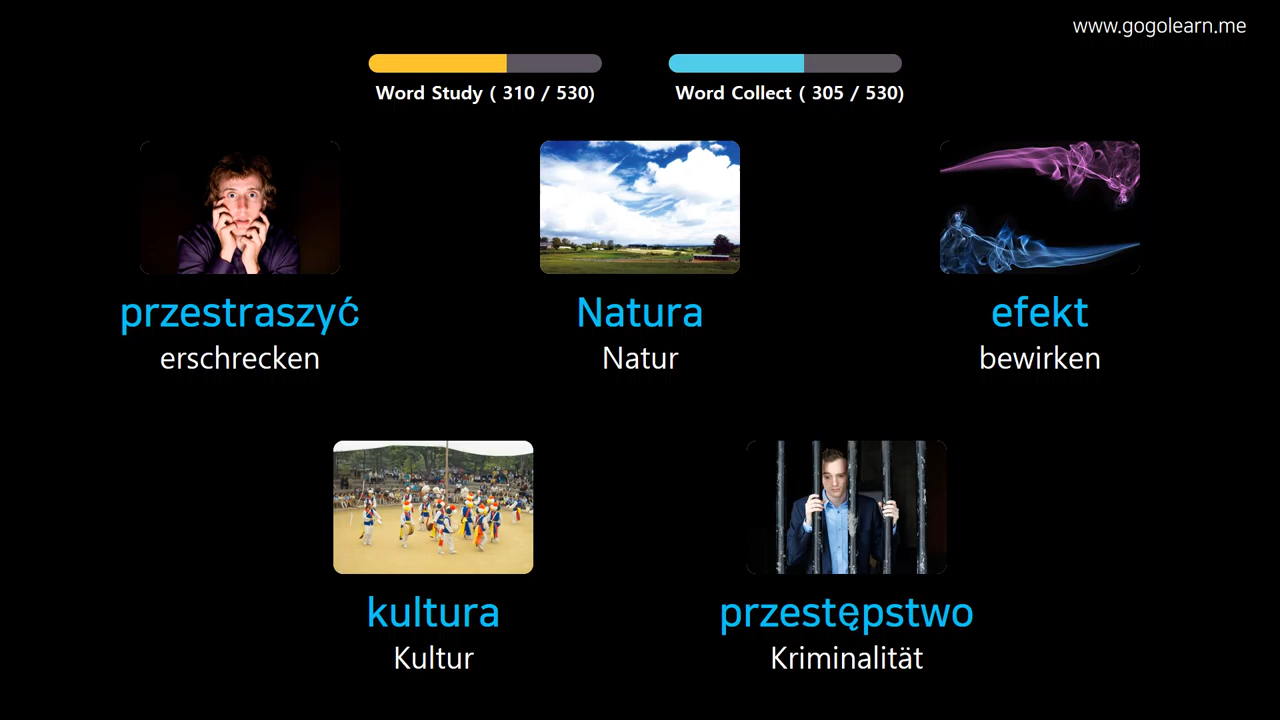 www.gogolearn.me
Word Study ( 310 / 530)
Word Collect ( 305 / 530)
przestraszyć
erschrecken
Natura
Natur
efekt
bewirken
kultura
Kultur
przestępstwo
Kriminalität